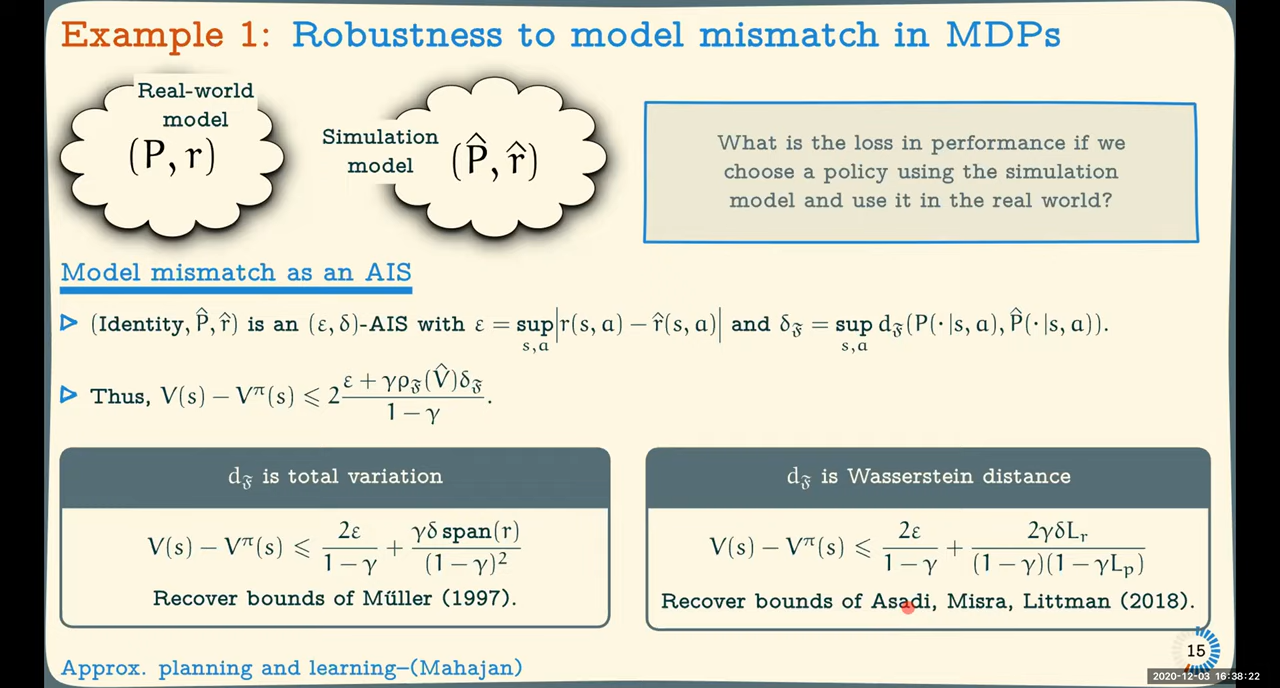 Example 1: Robustness to model mismatch in MDPs
Real-world
model
(P, r)
Simulation
model
(P̂, r̂)
What is the loss in performance if we
choose a policy using the simulation
model and use it in the real world?
Model mismatch as an AIS
(Identity, P̂, r̂) is an (ε, δ)-AIS with ε = sup_{s,a} |r(s, a) − r̂(s, a)| and δ_𝔉 = sup_{s,a} d_𝔉(P(·|s, a), P̂(·|s, a)).
Thus, V(s) − V^π(s) ⩽ 2 (ε + γρ_𝔉(V̂)δ_𝔉) / (1 − γ).
d_𝔉 is total variation
V(s) − V^π(s) ⩽ 2ε / (1 − γ) + γδ span(r) / (1 − γ)²
Recover bounds of Műller (1997).
d_𝔉 is Wasserstein distance
V(s) − V^π(s) ⩽ 2ε / (1 − γ) + 2γδL_r / ((1 − γ)(1 − γL_p))
Recover bounds of Asadi, Misra, Littman (2018).
Approx. planning and learning–(Mahajan)
15
2020-12-03 16:38:22